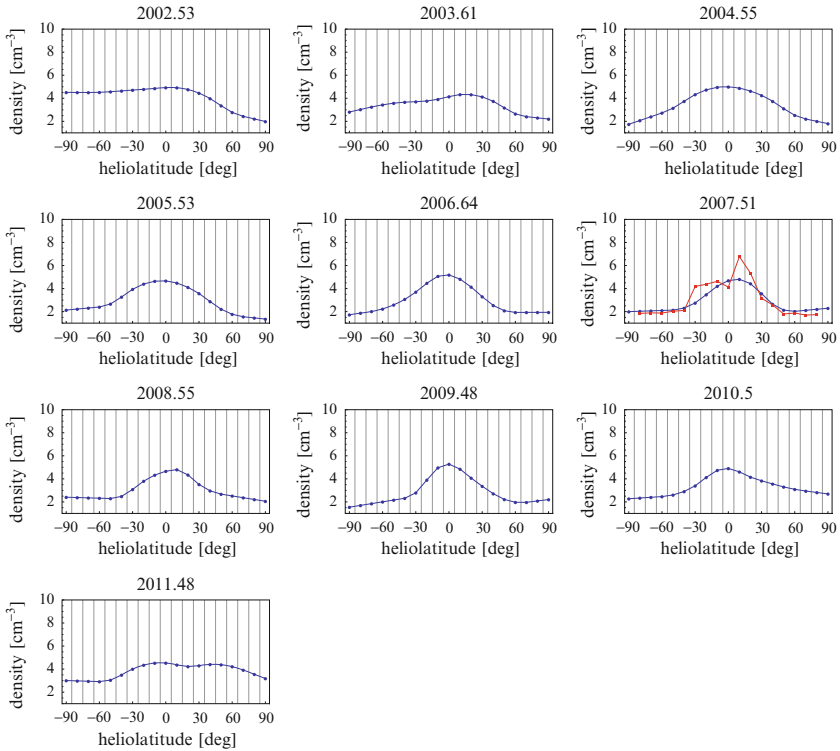 2002.53 2003.61 2004.55
density [cm⁻³] 10 8 6 4 2 density [cm⁻³] 10 8 6 4 2 density [cm⁻³] 10 8 6 4 2
−90 −60 −30 0 30 60 90 −90 −60 −30 0 30 60 90 −90 −60 −30 0 30 60 90
heliolatitude [deg] heliolatitude [deg] heliolatitude [deg]
2005.53 2006.64 2007.51
density [cm⁻³] 10 8 6 4 2 density [cm⁻³] 10 8 6 4 2 density [cm⁻³] 10 8 6 4 2
−90 −60 −30 0 30 60 90 −90 −60 −30 0 30 60 90 −90 −60 −30 0 30 60 90
heliolatitude [deg] heliolatitude [deg] heliolatitude [deg]
2008.55 2009.48 2010.5
density [cm⁻³] 10 8 6 4 2 density [cm⁻³] 10 8 6 4 2 density [cm⁻³] 10 8 6 4 2
−90 −60 −30 0 30 60 90 −90 −60 −30 0 30 60 90 −90 −60 −30 0 30 60 90
heliolatitude [deg] heliolatitude [deg] heliolatitude [deg]
2011.48
density [cm⁻³] 10 8 6 4 2
−90 −60 −30 0 30 60 90
heliolatitude [deg]